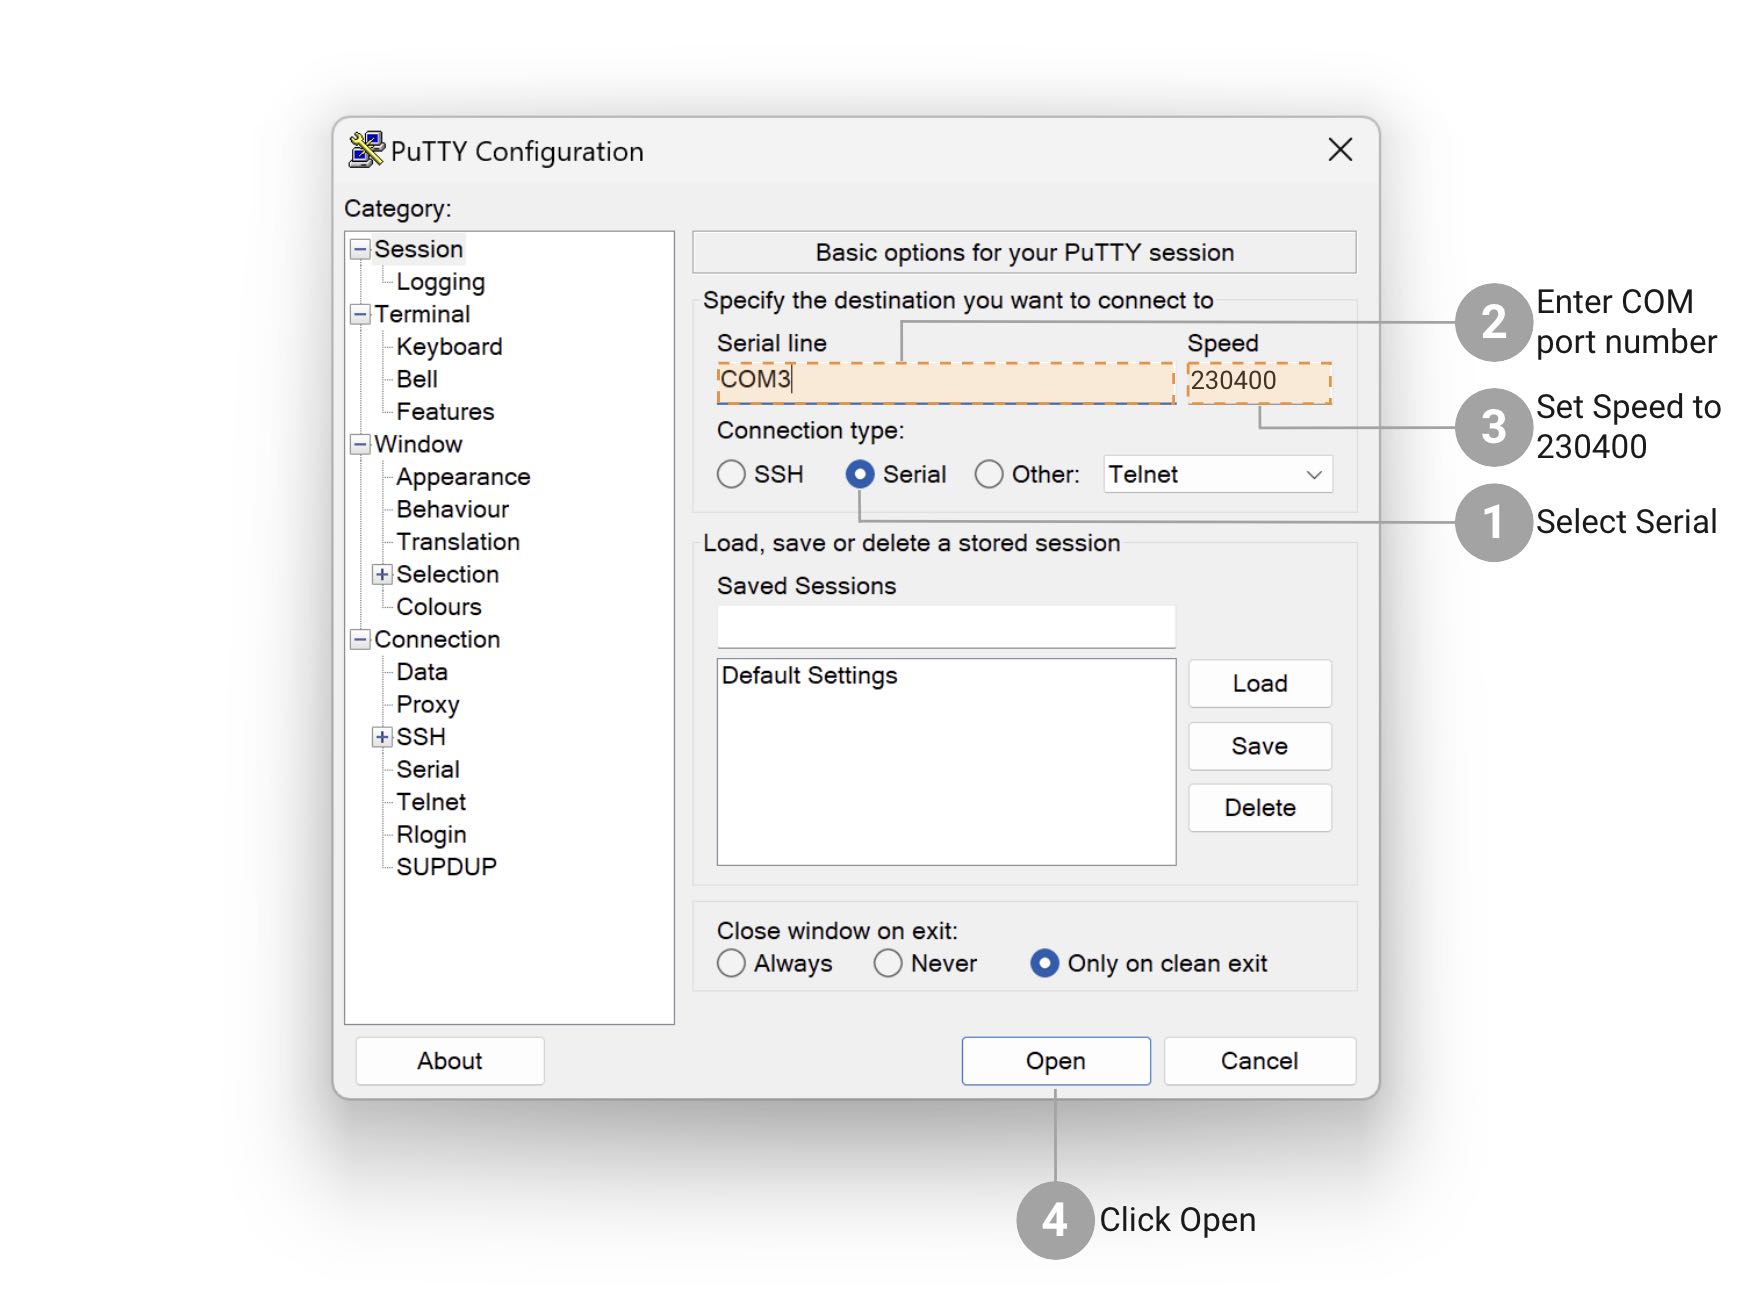 PuTTY Configuration
Category:
Session
Logging
Terminal
Keyboard
Bell
Features
Window
Appearance
Behaviour
Translation
Selection
Colours
Connection
Data
Proxy
SSH
Serial
Telnet
Rlogin
SUPDUP
Basic options for your PuTTY session
Specify the destination you want to connect to
Serial line Speed
COM3 230400
Connection type:
SSH Serial Other: Telnet
Load, save or delete a stored session
Saved Sessions
Default Settings
Load
Save
Delete
Close window on exit:
Always Never Only on clean exit
About Open Cancel
2 Enter COM
port number
3 Set Speed to
230400
1 Select Serial
4 Click Open